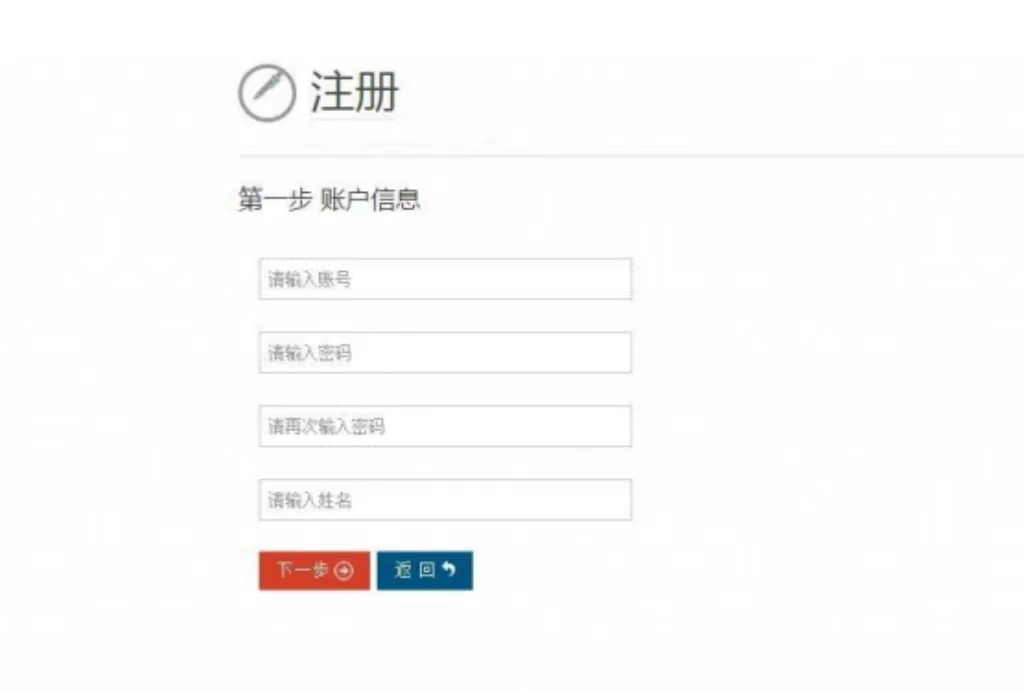 注册
第一步 账户信息
请输入账号
请输入密码
请再次输入密码
请输入姓名
下一步 返 回